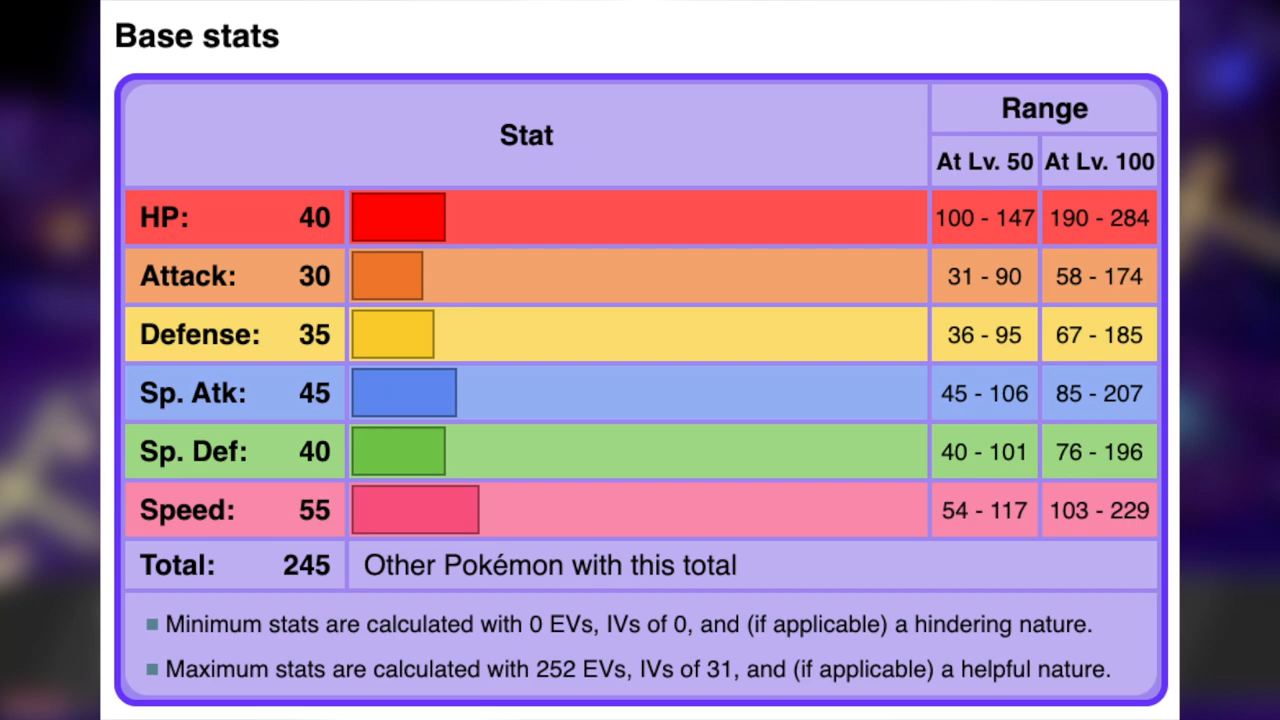 Base stats
Stat
Range
At Lv. 50 At Lv. 100
HP: 40 100 - 147 190 - 284
Attack: 30 31 - 90 58 - 174
Defense: 35 36 - 95 67 - 185
Sp. Atk: 45 45 - 106 85 - 207
Sp. Def: 40 40 - 101 76 - 196
Speed: 55 54 - 117 103 - 229
Total: 245 Other Pokémon with this total
Minimum stats are calculated with 0 EVs, IVs of 0, and (if applicable) a hindering nature.
Maximum stats are calculated with 252 EVs, IVs of 31, and (if applicable) a helpful nature.